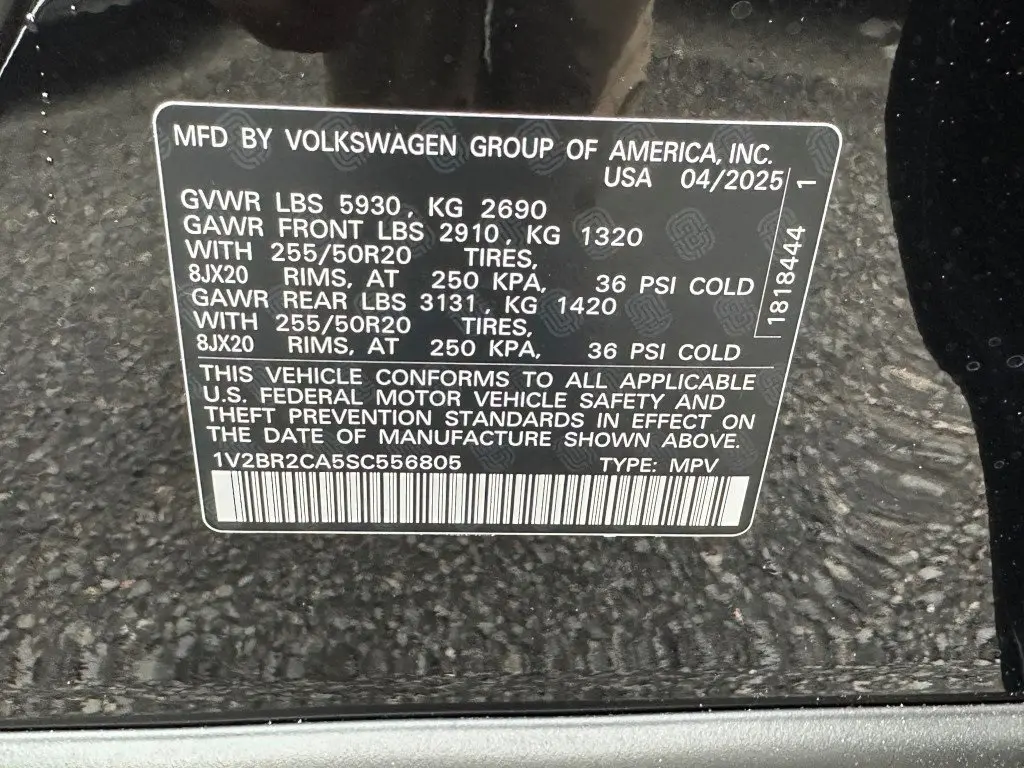 MFD BY VOLKSWAGEN GROUP OF AMERICA, INC.
USA 04/2025
GVWR LBS 5930, KG 2690
GAWR FRONT LBS 2910, KG 1320
WITH 255/50R20 TIRES,
8JX20 RIMS, AT 250 KPA, 36 PSI COLD
GAWR REAR LBS 3131, KG 1420
WITH 255/50R20 TIRES,
8JX20 RIMS, AT 250 KPA, 36 PSI COLD
1818444 1
THIS VEHICLE CONFORMS TO ALL APPLICABLE
U.S. FEDERAL MOTOR VEHICLE SAFETY AND
THEFT PREVENTION STANDARDS IN EFFECT ON
THE DATE OF MANUFACTURE SHOWN ABOVE.
1V2BR2CA5SC556805 TYPE: MPV